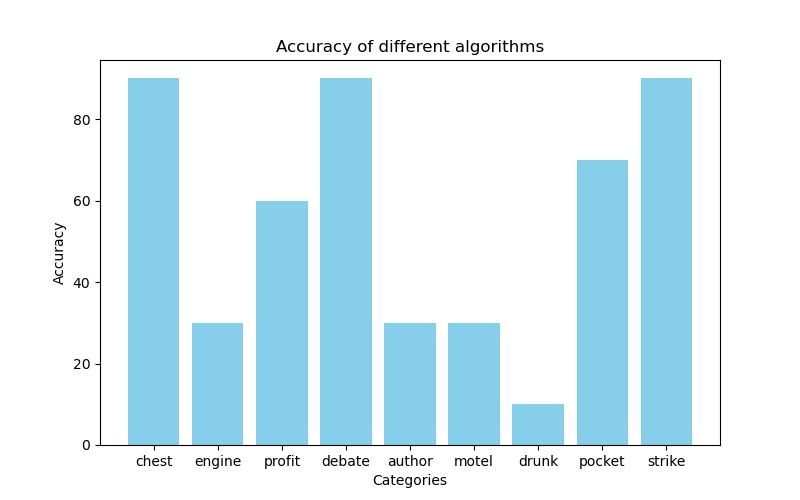 Accuracy of different algorithms
Accuracy
80
60
40
20
0
chest engine profit debate author motel drunk pocket strike
Categories